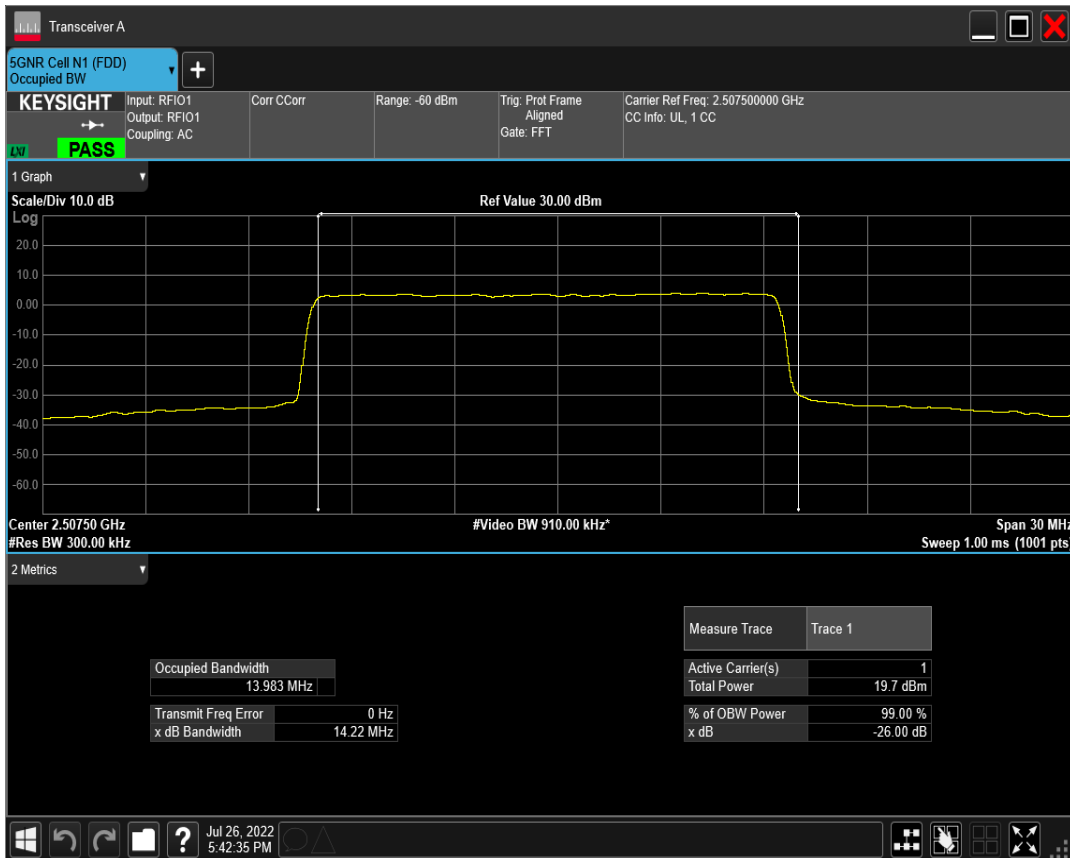 Transceiver A
5GNR Cell N1 (FDD)
Occupied BW
+
KEYSIGHT
LXI
PASS
Input: RFIO1
Output: RFIO1
Coupling: AC
Corr CCorr
Range: -60 dBm
Trig: Prot Frame
Aligned
Gate: FFT
Carrier Ref Freq: 2.507500000 GHz
CC Info: UL, 1 CC
1 Graph
Scale/Div 10.0 dB
Ref Value 30.00 dBm
Log
20.0
10.0
0.00
-10.0
-20.0
-30.0
-40.0
-50.0
-60.0
Center 2.50750 GHz
#Video BW 910.00 kHz*
Span 30 MHz
#Res BW 300.00 kHz
Sweep 1.00 ms (1001 pts)
2 Metrics
Measure Trace Trace 1
Occupied Bandwidth
13.983 MHz
Active Carrier(s) 1
Total Power 19.7 dBm
Transmit Freq Error 0 Hz
x dB Bandwidth 14.22 MHz
% of OBW Power 99.00 %
x dB -26.00 dB
?
Jul 26, 2022
5:42:35 PM